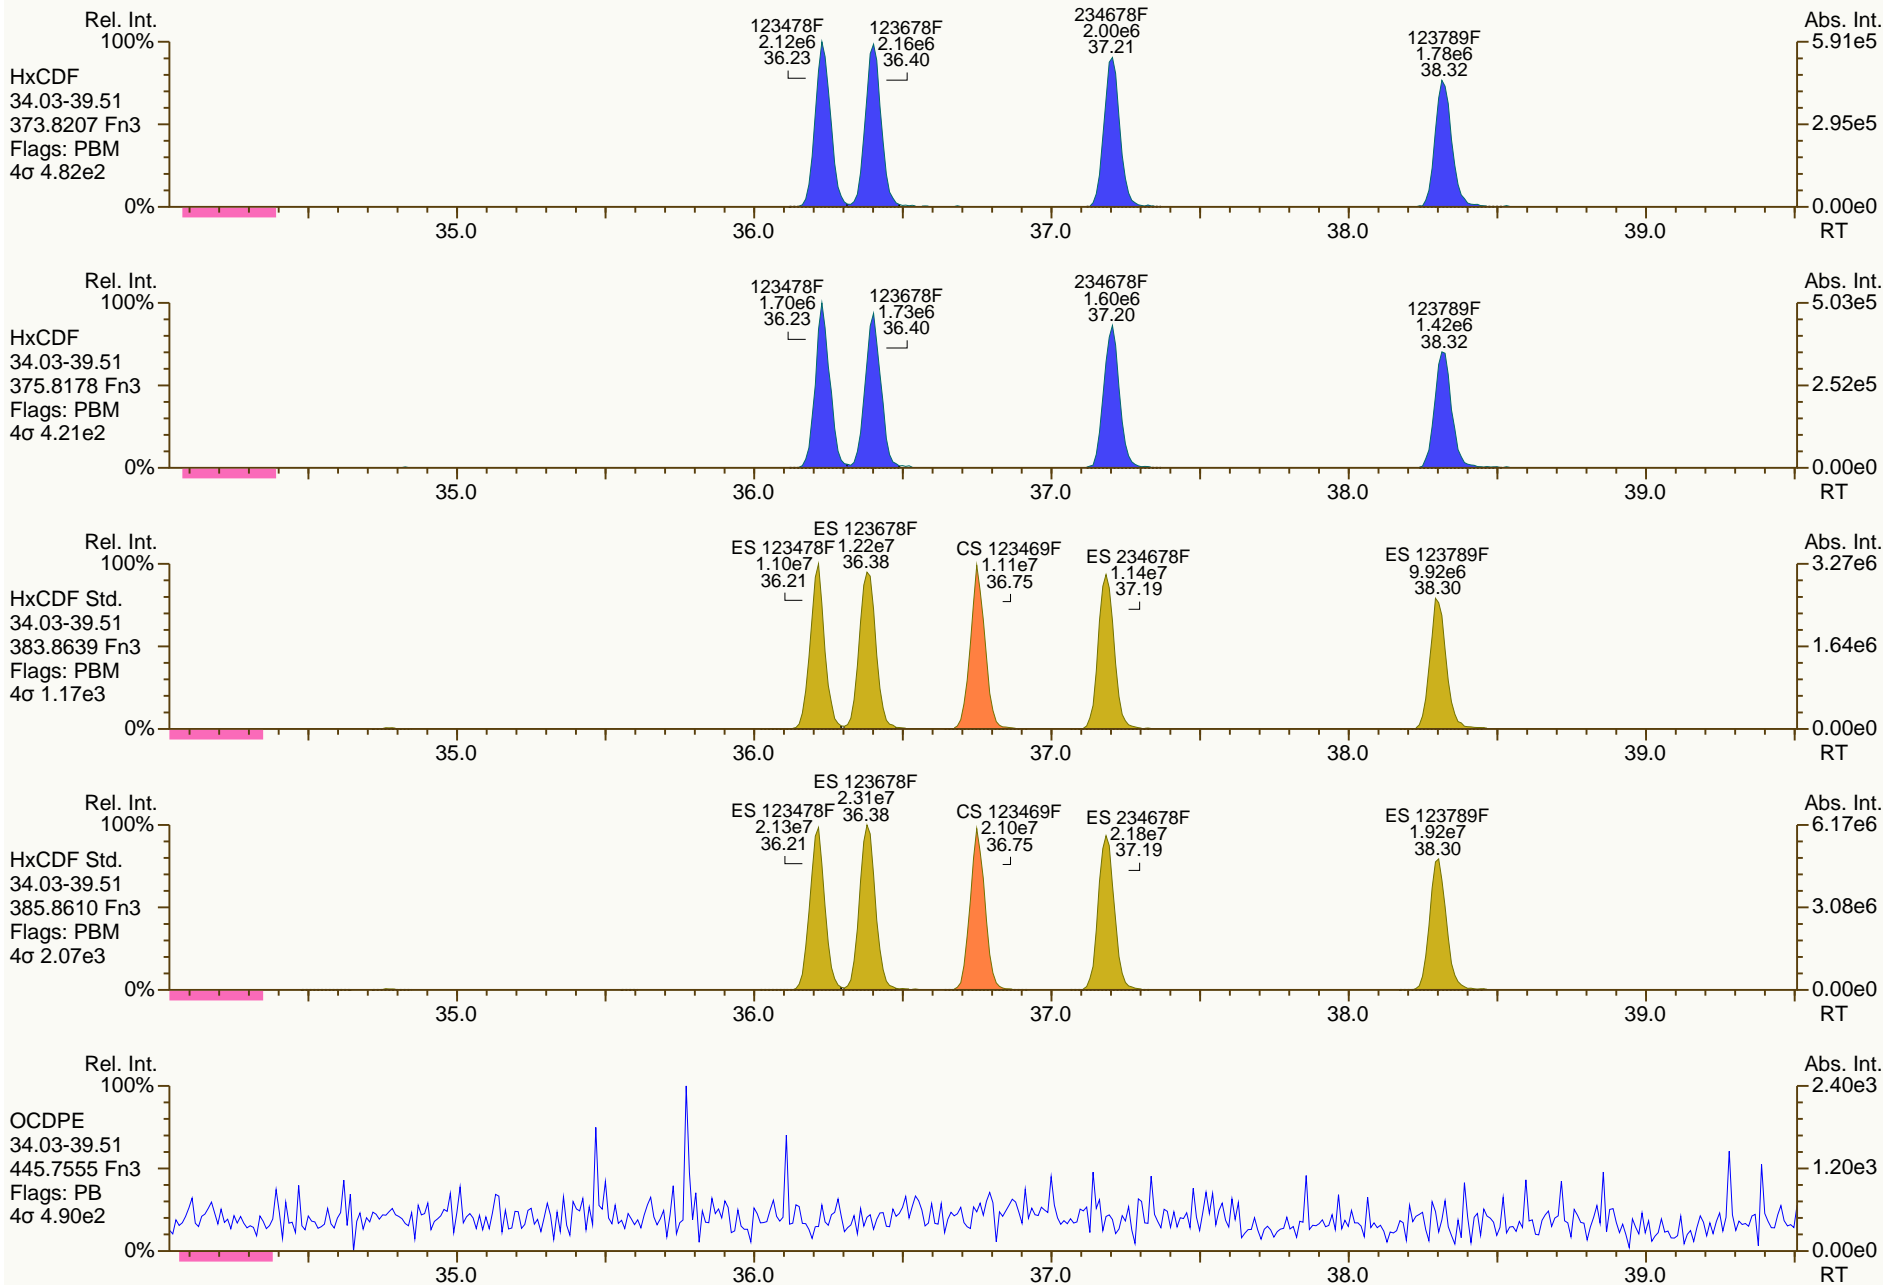 Rel. Int.
100%
0%
HxCDF
34.03-39.51
373.8207 Fn3
Flags: PBM
4σ 4.82e2
123478F
2.12e6
36.23
123678F
2.16e6
36.40
234678F
2.00e6
37.21
123789F
1.78e6
38.32
Abs. Int.
5.91e5
2.95e5
0.00e0
35.0 36.0 37.0 38.0 39.0 RT
Rel. Int.
100%
0%
HxCDF
34.03-39.51
375.8178 Fn3
Flags: PBM
4σ 4.21e2
123478F
1.70e6
36.23
123678F
1.73e6
36.40
234678F
1.60e6
37.20
123789F
1.42e6
38.32
Abs. Int.
5.03e5
2.52e5
0.00e0
35.0 36.0 37.0 38.0 39.0 RT
Rel. Int.
100%
0%
HxCDF Std.
34.03-39.51
383.8639 Fn3
Flags: PBM
4σ 1.17e3
ES 123478F
1.10e7
36.21
ES 123678F
1.22e7
36.38
CS 123469F
1.11e7
36.75
ES 234678F
1.14e7
37.19
ES 123789F
9.92e6
38.30
Abs. Int.
3.27e6
1.64e6
0.00e0
35.0 36.0 37.0 38.0 39.0 RT
Rel. Int.
100%
0%
HxCDF Std.
34.03-39.51
385.8610 Fn3
Flags: PBM
4σ 2.07e3
ES 123478F
2.13e7
36.21
ES 123678F
2.31e7
36.38
CS 123469F
2.10e7
36.75
ES 234678F
2.18e7
37.19
ES 123789F
1.92e7
38.30
Abs. Int.
6.17e6
3.08e6
0.00e0
35.0 36.0 37.0 38.0 39.0 RT
Rel. Int.
100%
0%
OCDPE
34.03-39.51
445.7555 Fn3
Flags: PB
4σ 4.90e2
Abs. Int.
2.40e3
1.20e3
0.00e0
35.0 36.0 37.0 38.0 39.0 RT